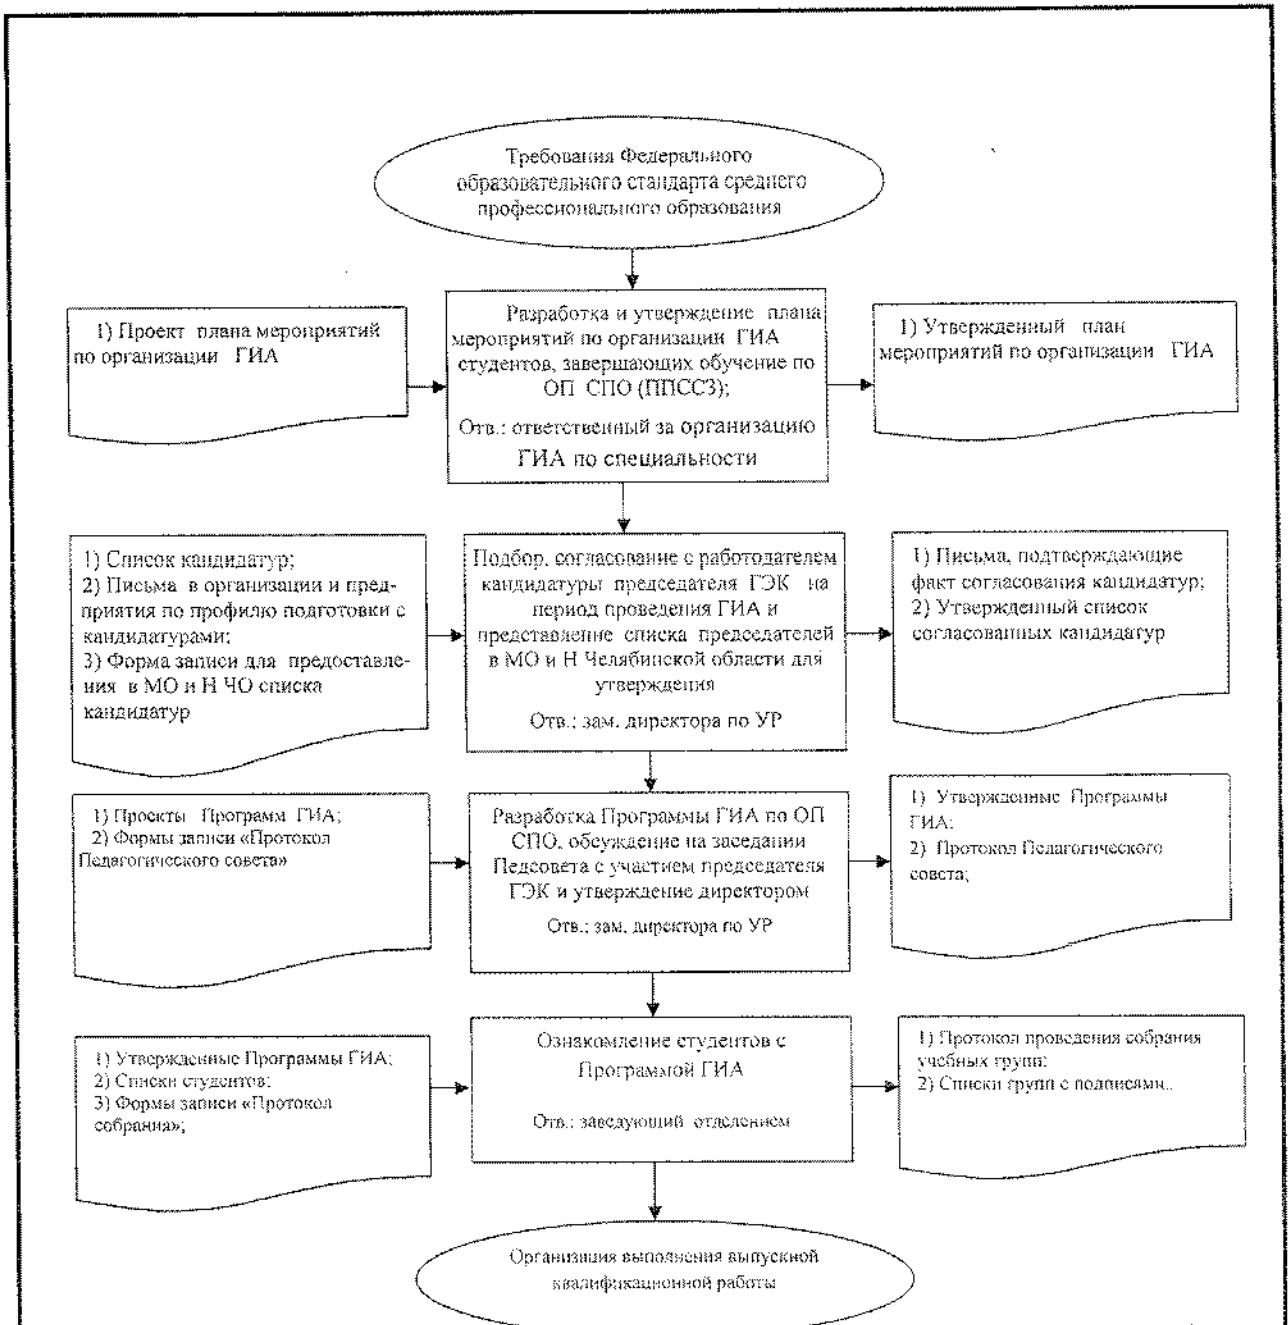 Требования Федерального
образовательного стандарта среднего
профессионального образования
1) Проект плана мероприятий
по организации ГИА
Разработка и утверждение плана
мероприятий по организации ГИА
студентов, завершающих обучение по
ОП СПО (ППССЗ);
Отв.: ответственный за организацию
ГИА по специальности
1) Утвержденный план
мероприятий по организации ГИА
1) Список кандидатур;
2) Письма в организации и пред-
приятия по профилю подготовки с
кандидатурами;
3) Форма записи для предоставле-
ния в МО и Н ЧО списка
кандидатур
Подбор, согласование с работодателем
кандидатуры председателя ГЭК на
период проведения ГИА и
представление списка председателей
в МО и Н Челябинской области для
утверждения
Отв.: зам. директора по УР
1) Письма, подтверждающие
факт согласования кандидатур;
2) Утвержденный список
согласованных кандидатур
1) Проекты Программ ГИА;
2) Формы записи «Протокол
Педагогического совета»
Разработка Программы ГИА по ОП
СПО, обсуждение на заседании
Педсовета с участием председателя
ГЭК и утверждение директором
Отв.: зам. директора по УР
1) Утвержденные Программы
ГИА;
2) Протокол Педагогического
совета;
1) Утвержденные Программы ГИА;
2) Списки студентов;
3) Формы записи «Протокол
собрания»;
Ознакомление студентов с
Программой ГИА
Отв.: заведующий отделением
1) Протокол проведения собрания
учебных групп;
2) Списки групп с подписями..
Организация выполнения выпускной
квалификационной работы